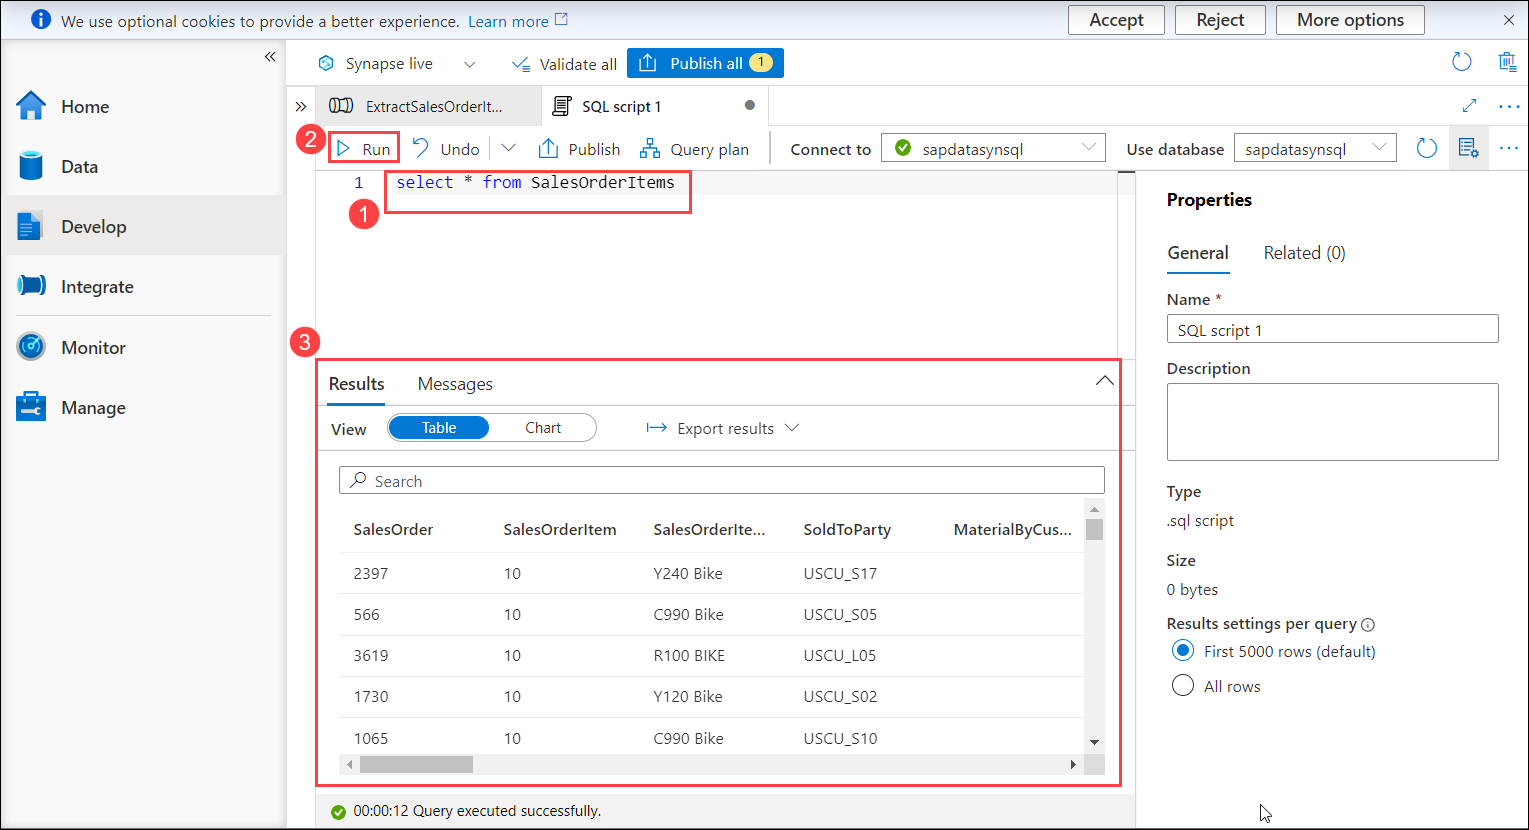 We use optional cookies to provide a better experience. Learn more
Accept
Reject
More options
Synapse live
Validate all
Publish all 1
Home
Data
Develop
Integrate
Monitor
Manage
ExtractSalesOrderIt...
SQL script 1
2
Run
Undo
Publish
Query plan
Connect to
sapdatasynsql
Use database
sapdatasynsql
1 select * from SalesOrderItems
1
3
Results
Messages
View
Table
Chart
Export results
Search
SalesOrder SalesOrderItem SalesOrderIte... SoldToParty MaterialByCus...
2397 10 Y240 Bike USCU_S17
566 10 C990 Bike USCU_S05
3619 10 R100 BIKE USCU_L05
1730 10 Y120 Bike USCU_S02
1065 10 C990 Bike USCU_S10
00:00:12 Query executed successfully.
Properties
General
Related (0)
Name *
SQL script 1
Description
Type
.sql script
Size
0 bytes
Results settings per query
First 5000 rows (default)
All rows